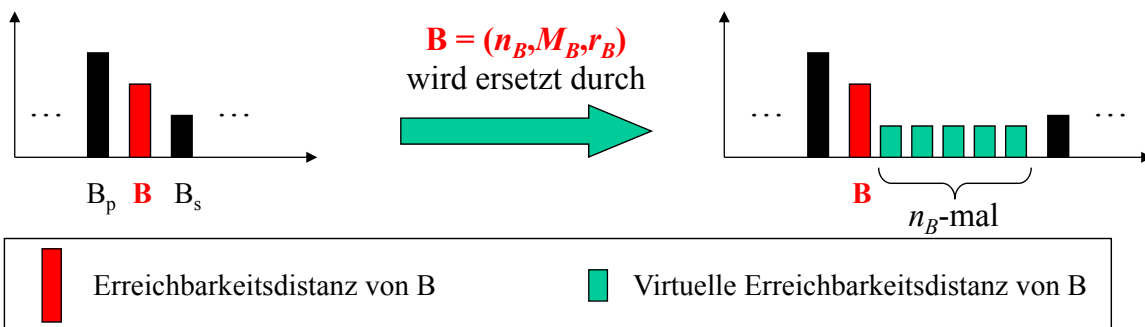 B = (n_B,M_B,r_B)
wird ersetzt durch
… …
… …
B_p B B_s
B
n_B-mal
Erreichbarkeitsdistanz von B
Virtuelle Erreichbarkeitsdistanz von B